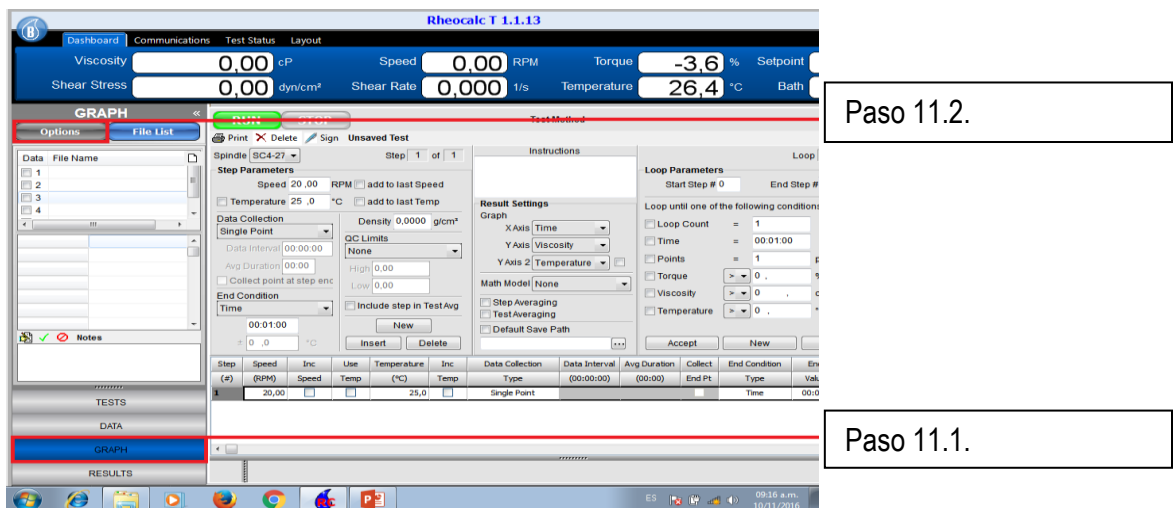 Rheocalc T 1.1.13
Dashboard Communications Test Status Layout
Viscosity 0,00 cP Speed 0,00 RPM Torque -3,6 % Setpoint
Shear Stress 0,00 dyn/cm² Shear Rate 0,000 1/s Temperature 26,4 °C Bath
GRAPH «
Options File List
Data File Name
1
2
3
4
Notes
TESTS
DATA
GRAPH
RESULTS
RUN STOP Test Method
Print Delete Sign Unsaved Test
Spindle SC4-27 Step 1 of 1
Step Parameters
Speed 20 ,00 RPM add to last Speed
Temperature 25 ,0 °C add to last Temp
Data Collection
Single Point
Data Interval 00:00:00
Avg Duration 00:00
Collect point at step enc
End Condition
Time
00:01:00
± 0 ,0 °C
Density 0,0000 g/cm³
QC Limits
None
High 0,00
Low 0,00
Include step in Test Avg
New
Insert Delete
Instructions
Result Settings
Graph
X Axis Time
Y Axis Viscosity
Y Axis 2 Temperature
Math Model None
Step Averaging
Test Averaging
Default Save Path
...
Loop
Loop Parameters
Start Step # 0 End Step #
Loop until one of the following conditions
Loop Count = 1
Time = 00:01:00
Points = 1
Torque > 0 , %
Viscosity > 0 , c
Temperature > 0 , °
Accept New
Step Speed Inc Use Temperature Inc Data Collection Data Interval Avg Duration Collect End Condition En
(#) (RPM) Speed Temp (°C) Temp Type (00:00:00) (00:00) End Pt Type Valu
1 20,00 25,0 Single Point Time 00:0
ES 09:16 a.m.
10/11/2016
Paso 11.2.
Paso 11.1.